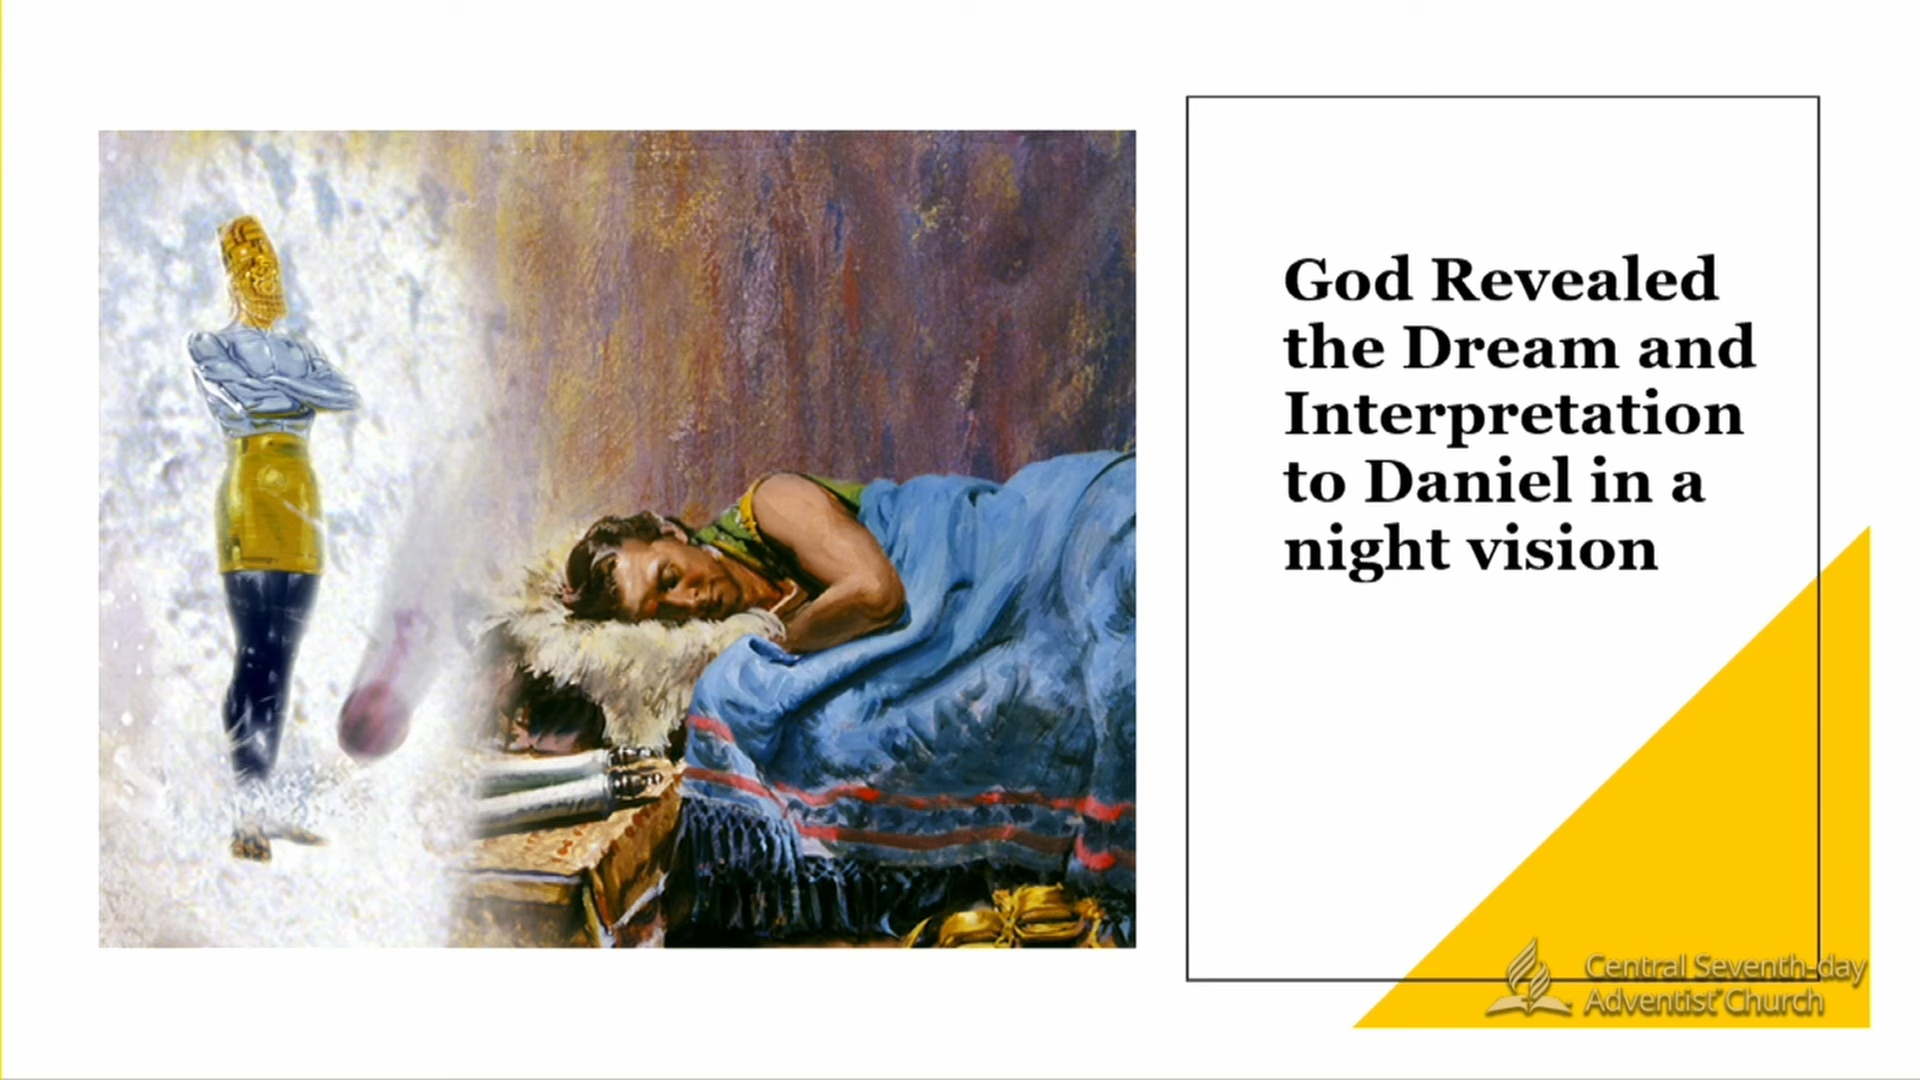 God Revealed
the Dream and
Interpretation
to Daniel in a
night vision
Central Seventh-day
Adventist Church